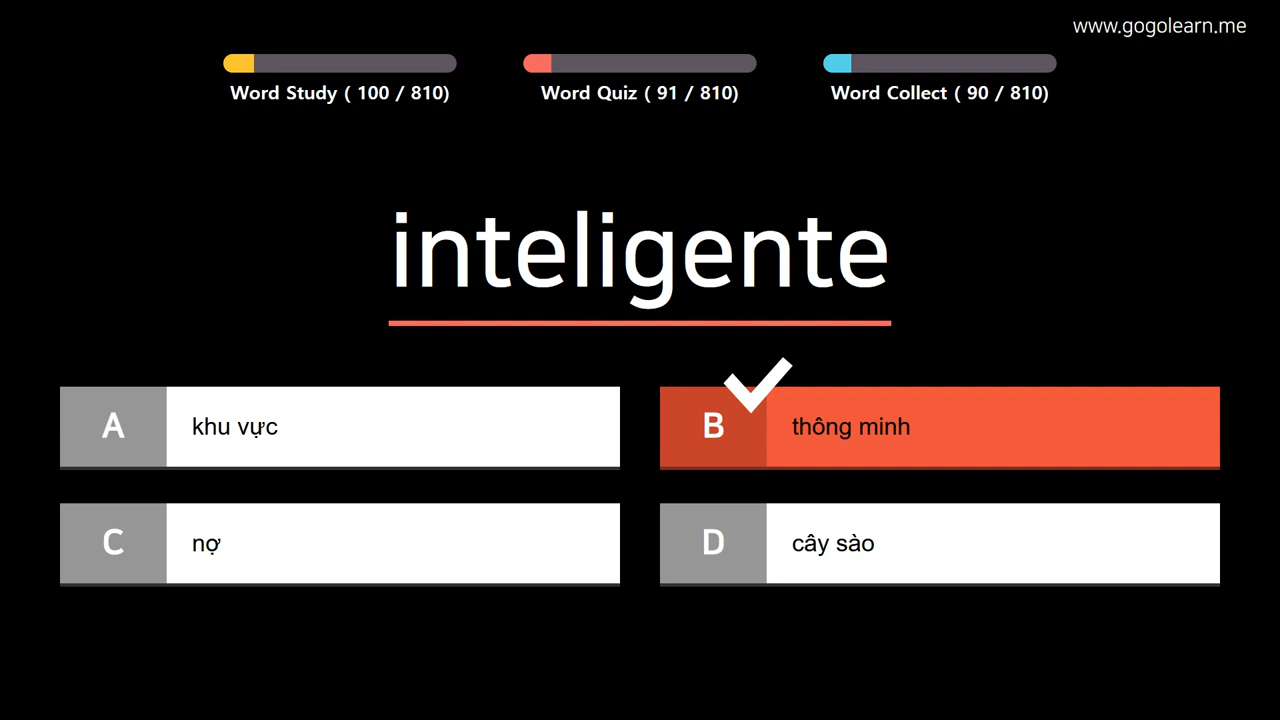 www.gogolearn.me
Word Study ( 100 / 810)
Word Quiz ( 91 / 810)
Word Collect ( 90 / 810)
inteligente
A
khu vực
B
thông minh
C
nợ
D
cây sào